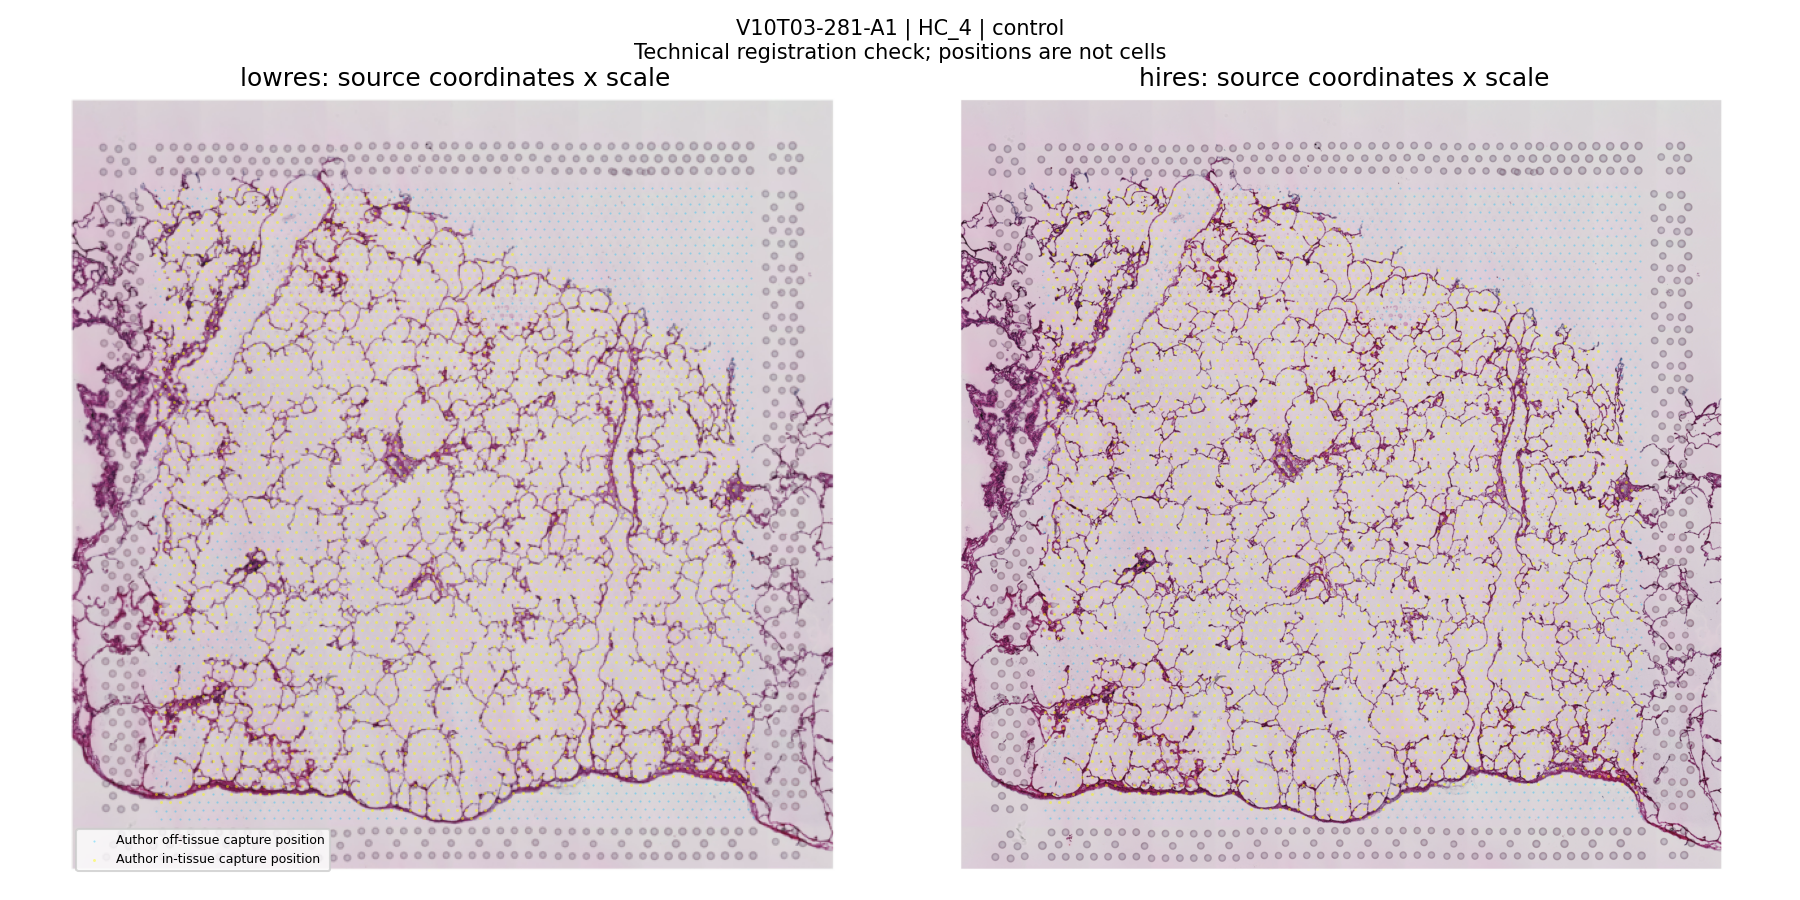 V10T03-281-A1 | HC_4 | control
Technical registration check; positions are not cells
lowres: source coordinates x scale
hires: source coordinates x scale
Author off-tissue capture position
Author in-tissue capture position